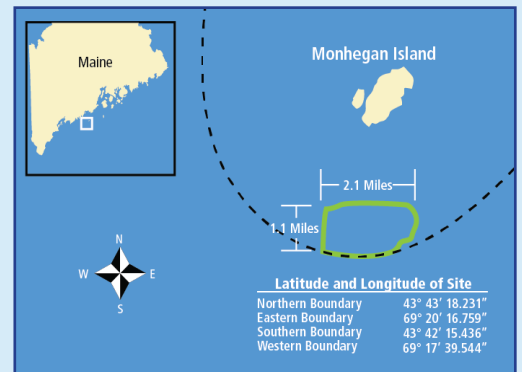 Maine
Monhegan Island
2.1 Miles
1.1 Miles
N
W E
S
Latitude and Longitude of Site
Northern Boundary 43° 43’ 18.231”
Eastern Boundary 69° 20’ 16.759”
Southern Boundary 43° 42’ 15.436”
Western Boundary 69° 17’ 39.544”